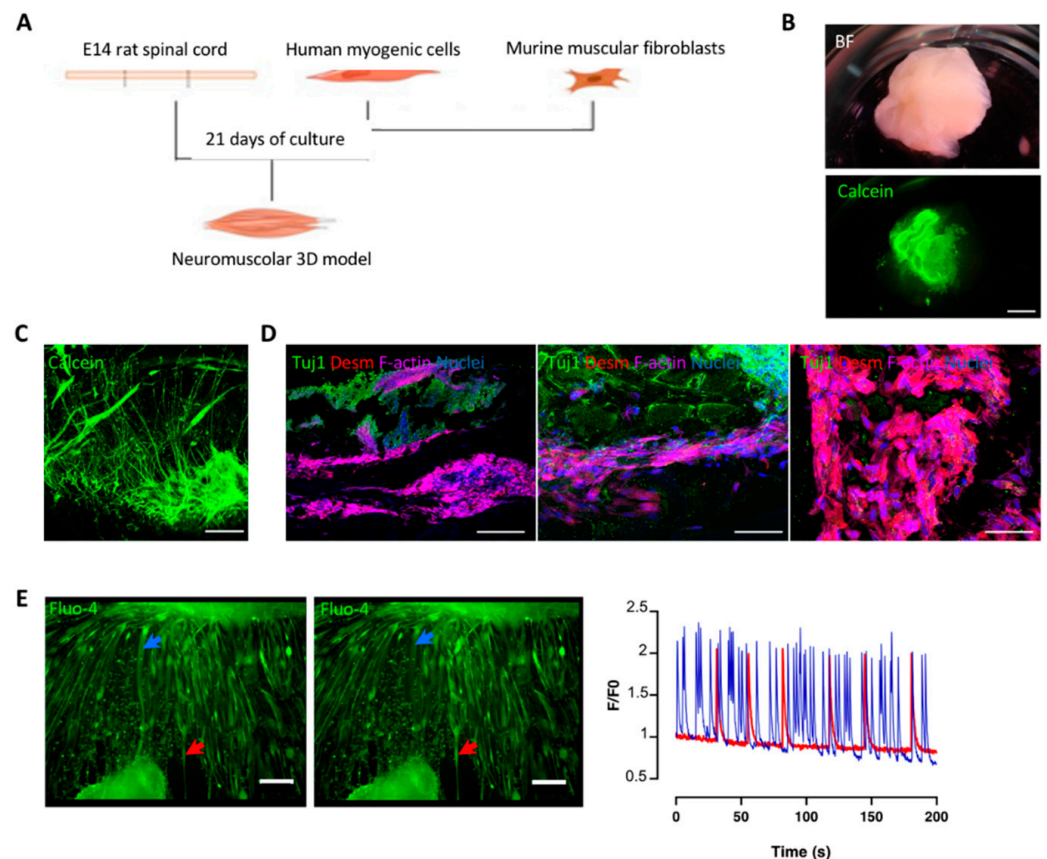 A
E14 rat spinal cord
Human myogenic cells
Murine muscular fibroblasts
21 days of culture
Neuromuscolar 3D model
B
BF
Calcein
C
Calcein
D
Tuj1 Desm F-actin Nuclei
Tuj1 Desm F-actin Nuclei
Tuj1 Desm F-actin Nuclei
E
Fluo-4
Fluo-4
F/F0
2.5
2.0
1.5
1
0.5
0 50 100 150 200
Time (s)